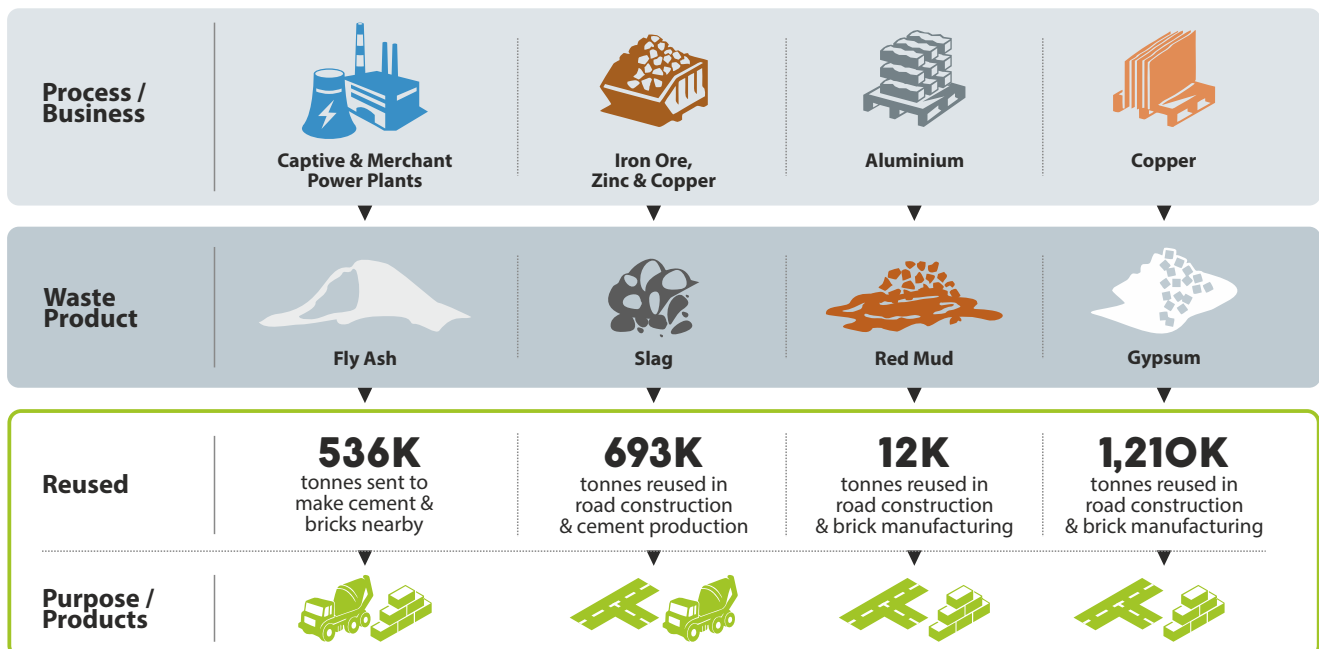 Process /
Business
Captive & Merchant
Power Plants
Iron Ore,
Zinc & Copper
Aluminium
Copper
Waste
Product
Fly Ash
Slag
Red Mud
Gypsum
Reused
536K
tonnes sent to
make cement &
bricks nearby
693K
tonnes reused in
road construction
& cement production
12K
tonnes reused in
road construction
& brick manufacturing
1,210K
tonnes reused in
road construction
& brick manufacturing
Purpose /
Products